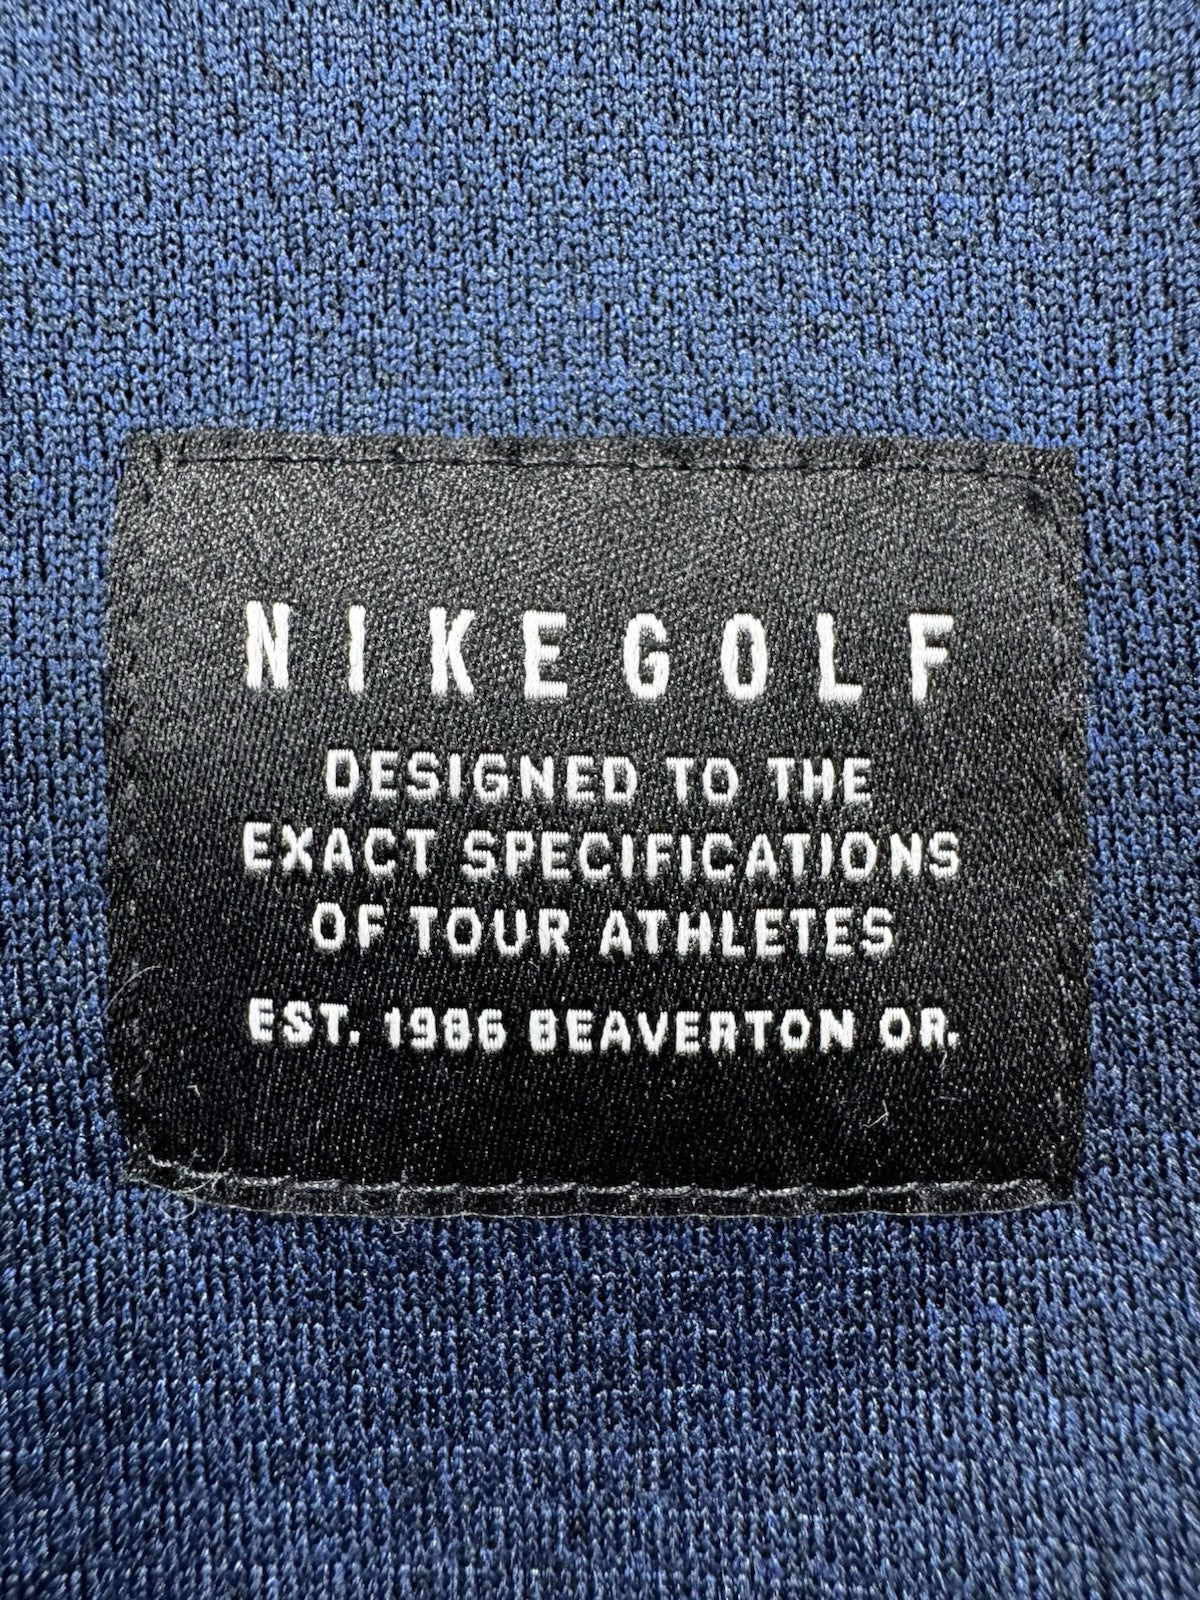 NIKEGOLF
DESIGNED TO THE
EXACT SPECIFICATIONS
OF TOUR ATHLETES
EST. 1986 BEAVERTON OR.